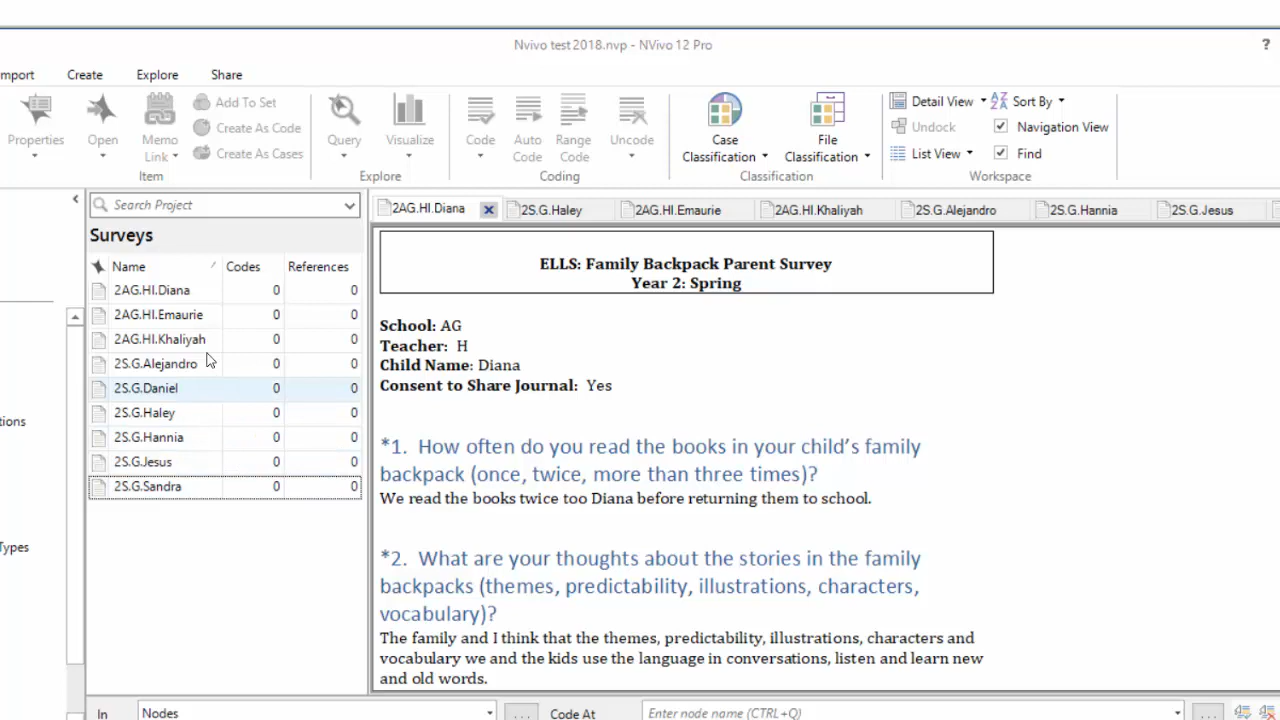 Nvivo test 2018.nvp - NVivo 12 Pro
?
mport Create Explore Share
Properties
Open
Memo Link
Add To Set
Create As Code
Create As Cases
Item
Query
Visualize
Explore
Code
Auto Code
Range Code
Uncode
Coding
Case Classification
File Classification
Classification
Detail View
Sort By
Undock
Navigation View
List View
Find
Workspace
Search Project
2AG.HI.Diana 2S.G.Haley 2AG.HI.Emaurie 2AG.HI.Khaliyah 2S.G.Alejandro 2S.G.Hannia 2S.G.Jesus
Surveys
Name Codes References
2AG.HI.Diana 0 0
2AG.HI.Emaurie 0 0
2AG.HI.Khaliyah 0 0
2S.G.Alejandro 0 0
2S.G.Daniel 0 0
2S.G.Haley 0 0
2S.G.Hannia 0 0
2S.G.Jesus 0 0
2S.G.Sandra 0 0
tions
Types
ELLS: Family Backpack Parent Survey
Year 2: Spring
School: AG
Teacher: H
Child Name: Diana
Consent to Share Journal: Yes
*1. How often do you read the books in your child's family
backpack (once, twice, more than three times)?
We read the books twice too Diana before returning them to school.
*2. What are your thoughts about the stories in the family
backpacks (themes, predictability, illustrations, characters,
vocabulary)?
The family and I think that the themes, predictability, illustrations, characters and
vocabulary we and the kids use the language in conversations, listen and learn new
and old words.
In Nodes ... Code At Enter node name (CTRL+Q) ...